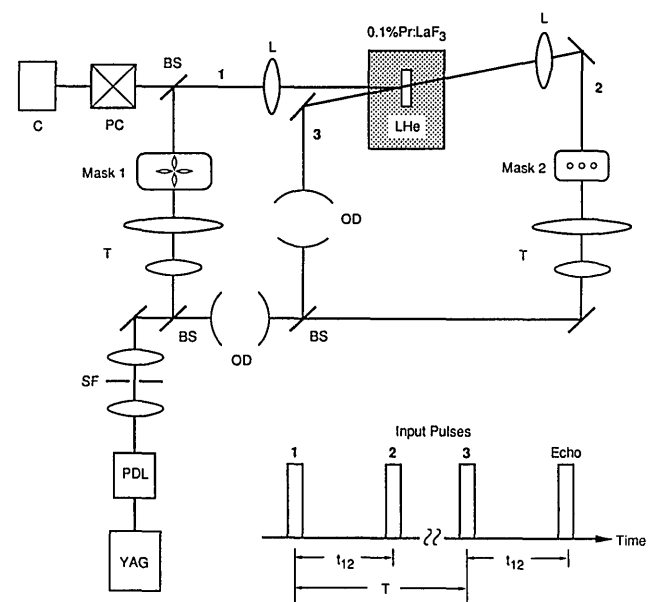 0.1%Pr:LaF3
BS
L
L
1
2
C
PC
3
LHe
Mask 1
Mask 2
T
OD
T
BS
OD
BS
SF
PDL
YAG
Input Pulses
1
2
3
Echo
Time
t12
t12
T